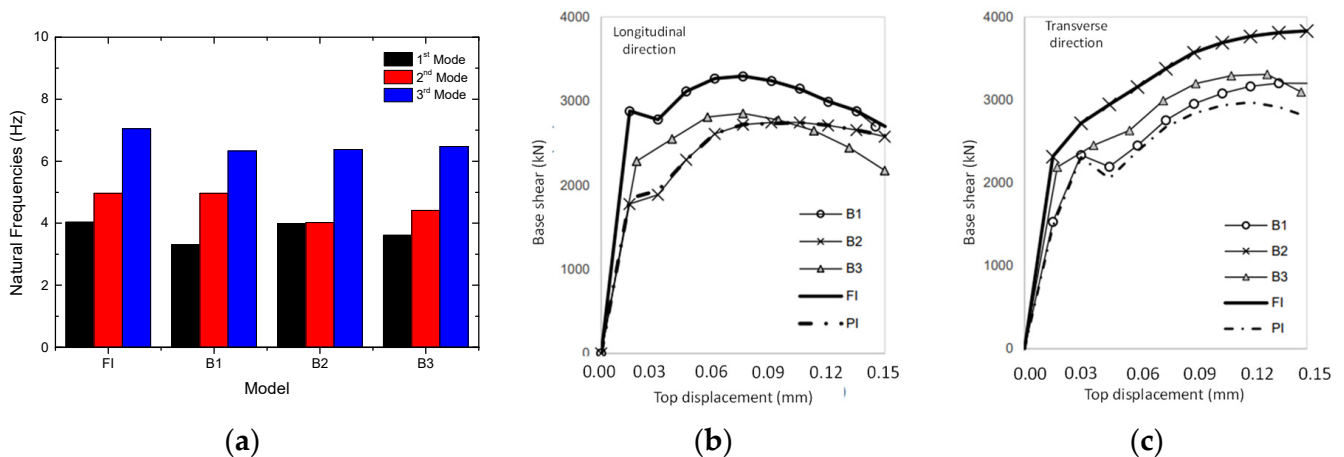 10
8
6
4
2
0
Natural Frequencies (Hz)
1st Mode
2nd Mode
3rd Mode
FI
B1
B2
B3
Model
(a)
4000
3000
2000
1000
0
Base shear (kN)
Longitudinal
direction
B1
B2
B3
FI
PI
0.00 0.03 0.06 0.09 0.12 0.15
Top displacement (mm)
(b)
4000
3000
2000
1000
0
Base shear (kN)
Transverse
direction
B1
B2
B3
FI
PI
0.00 0.03 0.06 0.09 0.12 0.15
Top displacement (mm)
(c)